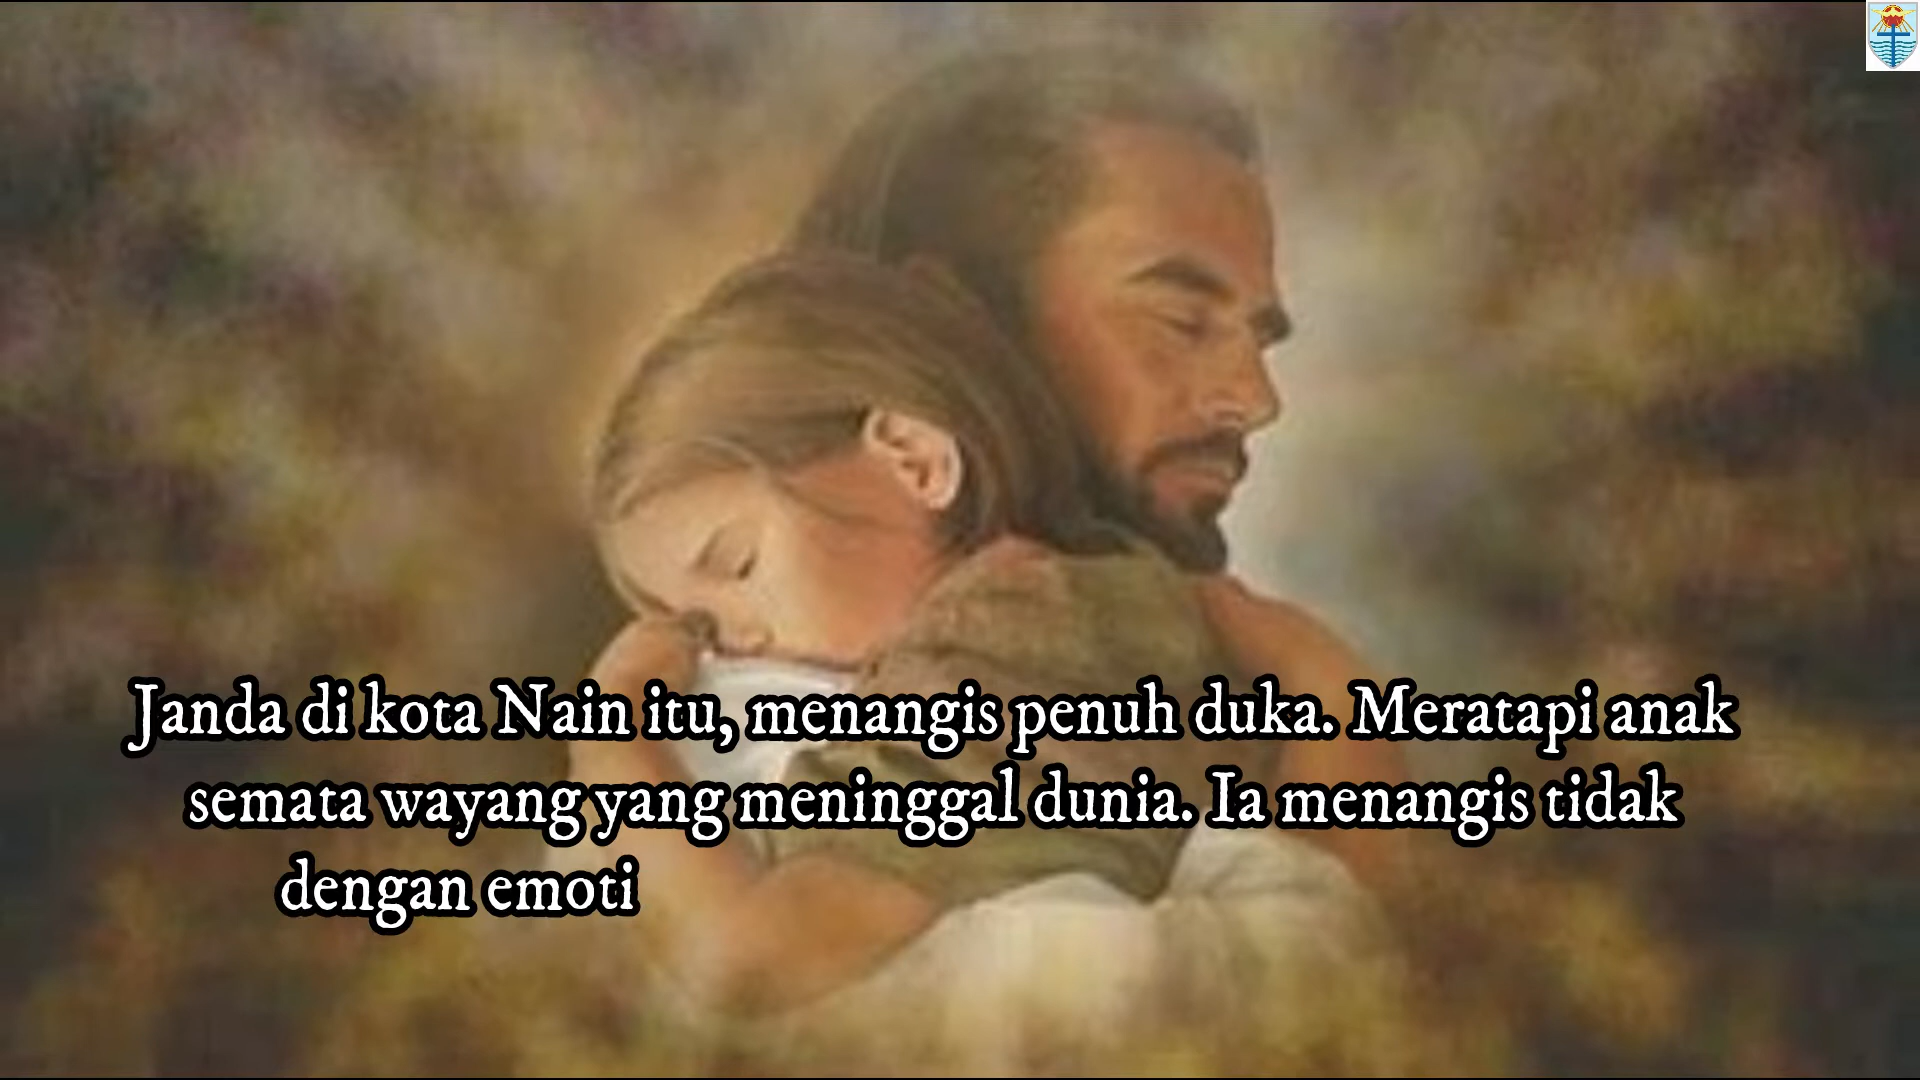 Janda di kota Nain itu, menangis penuh duka. Meratapi anak
semata wayang yang meninggal dunia. Ia menangis tidak
dengan emoti